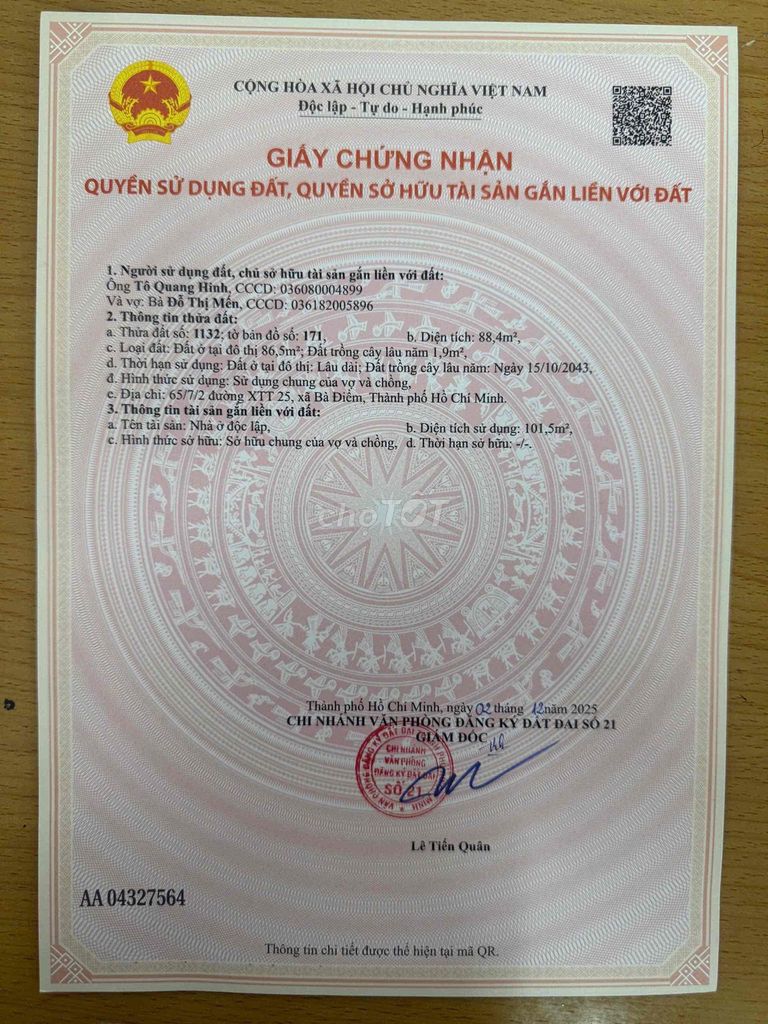 CỘNG HÒA XÃ HỘI CHỦ NGHĨA VIỆT NAM
Độc lập - Tự do - Hạnh phúc
GIẤY CHỨNG NHẬN
QUYỀN SỬ DỤNG ĐẤT, QUYỀN SỞ HỮU TÀI SẢN GẮN LIỀN VỚI ĐẤT
1. Người sử dụng đất, chủ sở hữu tài sản gắn liền với đất:
Ông Tô Quang Hinh, CCCD: 036080004899
Và vợ: Bà Đỗ Thị Mến, CCCD: 036182005896
2. Thông tin thửa đất:
a. Thửa đất số: 1132; tờ bản đồ số: 171, b. Diện tích: 88,4m²,
c. Loại đất: Đất ở tại đô thị 86,5m²; Đất trồng cây lâu năm 1,9m²,
d. Thời hạn sử dụng: Đất ở tại đô thị: Lâu dài; Đất trồng cây lâu năm: Ngày 15/10/2043,
đ. Hình thức sử dụng: Sử dụng chung của vợ và chồng,
e. Địa chỉ: 65/7/2 đường XTT 25, xã Bà Điểm, Thành phố Hồ Chí Minh.
3. Thông tin tài sản gắn liền với đất:
a. Tên tài sản: Nhà ở độc lập, b. Diện tích sử dụng: 101,5m²,
c. Hình thức sở hữu: Sở hữu chung của vợ và chồng, d. Thời hạn sở hữu: -/-.
choTỐT
Thành phố Hồ Chí Minh, ngày 02 tháng 12 năm 2025
CHI NHÁNH VĂN PHÒNG ĐĂNG KÝ ĐẤT ĐAI SỐ 21
GIÁM ĐỐC
CHI NHÁNH
VĂN PHÒNG
ĐĂNG KÝ ĐẤT ĐAI
SỐ 21
Lê Tiến Quân
AA 04327564
Thông tin chi tiết được thể hiện tại mã QR.